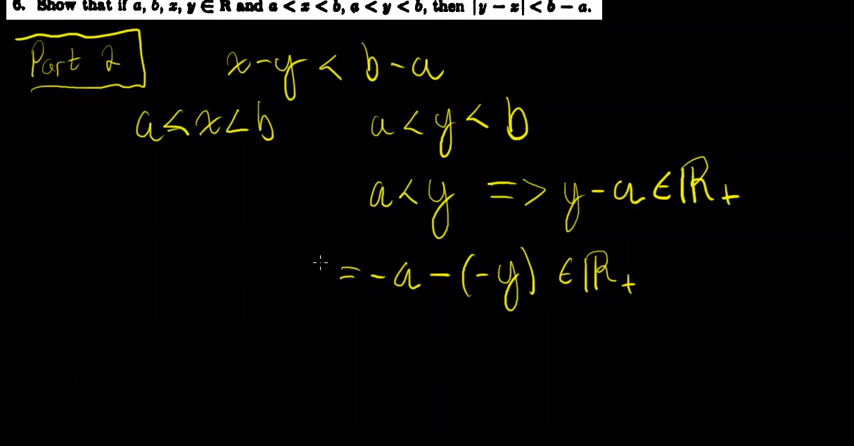 6. Show that if a, b, x, y ∈ R and a < x < b, a < y < b, then |y − x| < b − a.
Part 2
x-y < b-a
a<x<b a<y<b
a<y => y-a∈ℝ+
= -a-(-y) ∈ℝ+